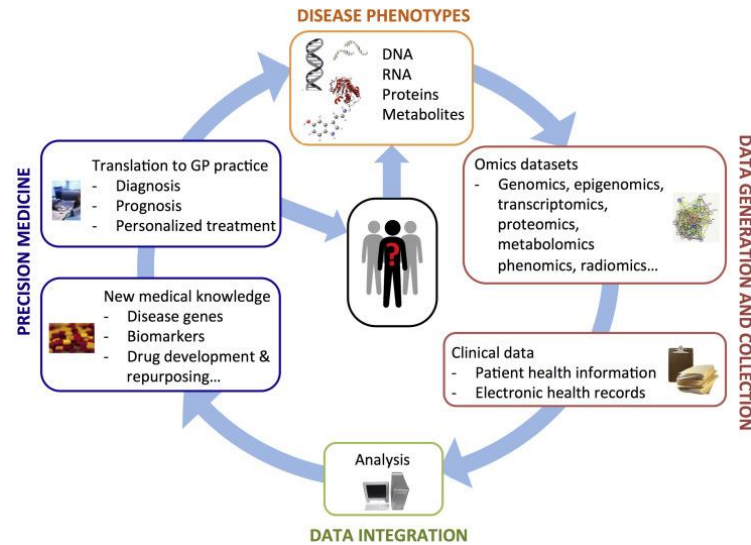 DISEASE PHENOTYPES
DNA
RNA
Proteins
Metabolites
PRECISION MEDICINE
Translation to GP practice
- Diagnosis
- Prognosis
- Personalized treatment
New medical knowledge
- Disease genes
- Biomarkers
- Drug development &
repurposing…
?
Omics datasets
- Genomics, epigenomics,
transcriptomics,
proteomics,
metabolomics
phenomics, radiomics…
Clinical data
- Patient health information
- Electronic health records
DATA GENERATION AND COLLECTION
Analysis
DATA INTEGRATION